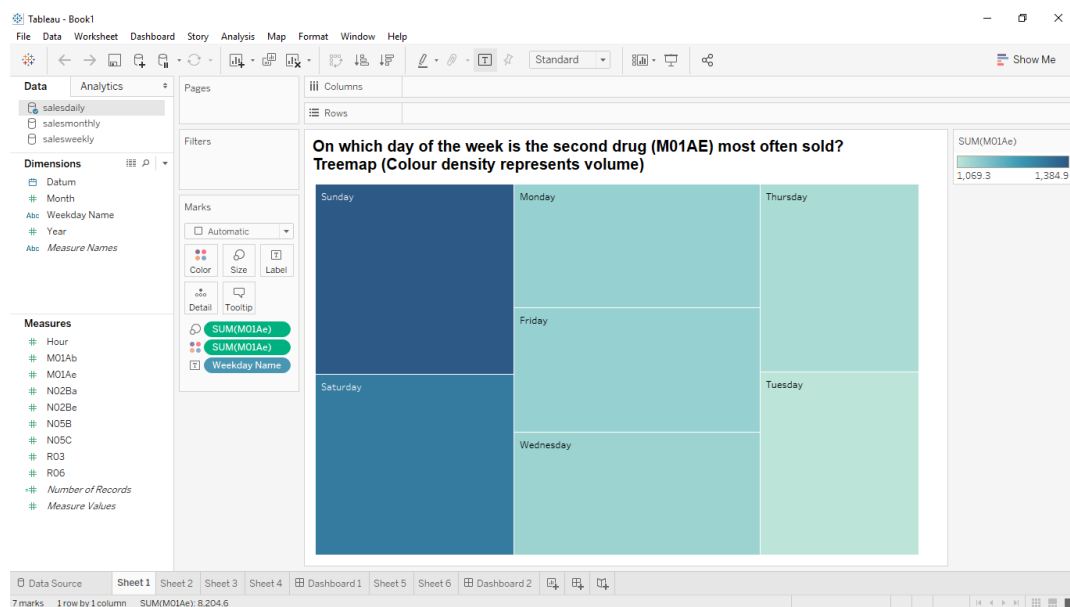 Tableau - Book1
File Data Worksheet Dashboard Story Analysis Map Format Window Help
Standard
Show Me
Data Analytics
salesdaily
salesmonthly
salesweekly
Dimensions
Datum
Month
Abc Weekday Name
Year
Abc Measure Names
Measures
Hour
M01Ab
M01Ae
N02Ba
N02Be
N05B
N05C
R03
R06
Number of Records
Measure Values
Pages
Filters
Marks
Automatic
Color Size Label
Detail Tooltip
SUM(M01Ae)
SUM(M01Ae)
Weekday Name
Columns
Rows
On which day of the week is the second drug (M01AE) most often sold?
Treemap (Colour density represents volume)
Sunday
Monday
Thursday
Friday
Saturday
Tuesday
Wednesday
SUM(M01Ae)
1,069.3 1,384.9
Data Source Sheet 1 Sheet 2 Sheet 3 Sheet 4 Dashboard 1 Sheet 5 Sheet 6 Dashboard 2
7 marks 1 row by 1 column SUM(M01Ae): 8,204.6